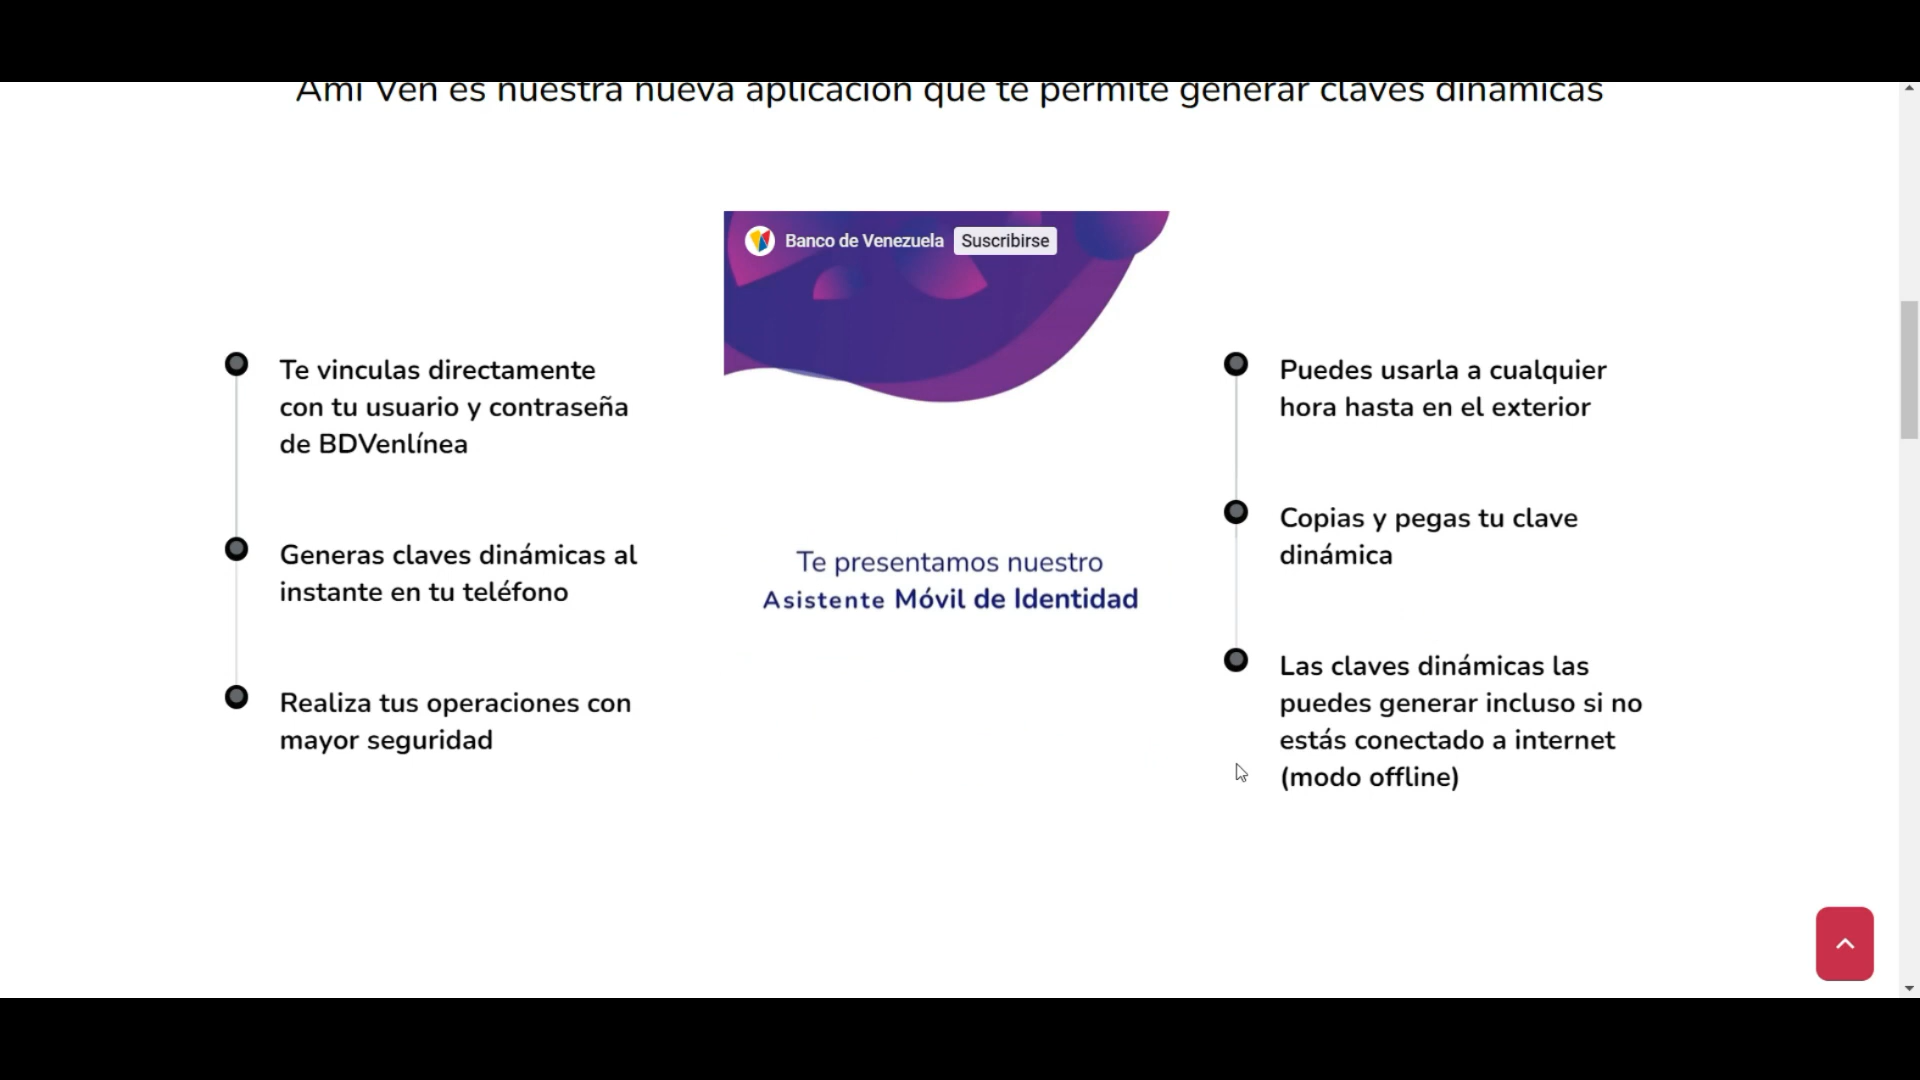 Ami Ven es nuestra nueva aplicación que te permite generar claves dinámicas
Banco de Venezuela Suscribirse
Te vinculas directamente
con tu usuario y contraseña
de BDVenlínea
Generas claves dinámicas al
instante en tu teléfono
Realiza tus operaciones con
mayor seguridad
Te presentamos nuestro
Asistente Móvil de Identidad
Puedes usarla a cualquier
hora hasta en el exterior
Copias y pegas tu clave
dinámica
Las claves dinámicas las
puedes generar incluso si no
estás conectado a internet
(modo offline)